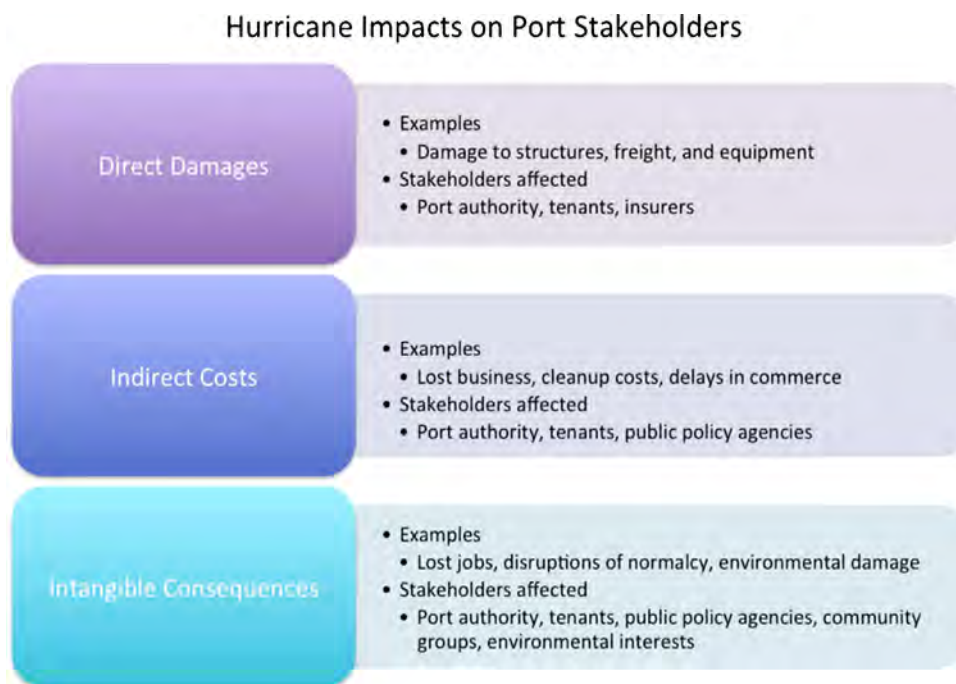 Hurricane Impacts on Port Stakeholders
Direct Damages
• Examples
• Damage to structures, freight, and equipment
• Stakeholders affected
• Port authority, tenants, insurers
Indirect Costs
• Examples
• Lost business, cleanup costs, delays in commerce
• Stakeholders affected
• Port authority, tenants, public policy agencies
Intangible Consequences
• Examples
• Lost jobs, disruptions of normalcy, environmental damage
• Stakeholders affected
• Port authority, tenants, public policy agencies, community
groups, environmental interests